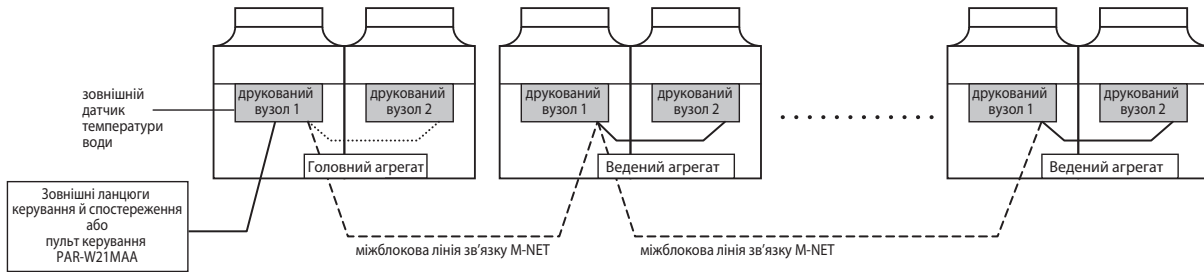 зовнішній
датчик
температури
води
друкований
вузол 1
друкований
вузол 2
Головний агрегат
друкований
вузол 1
друкований
вузол 2
Ведений агрегат
друкований
вузол 1
друкований
вузол 2
Ведений агрегат
Зовнішні ланцюги
керування й спостереження
або
пульт керування
PAR-W21MAA
міжблокова лінія зв'язку M-NET
міжблокова лінія зв'язку M-NET